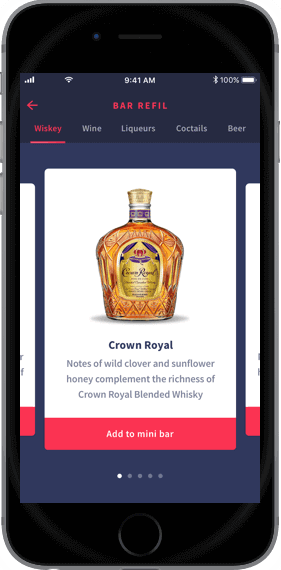 9:41 AM 100%
BAR REFIL
Wiskey Wine Liqueurs Coctails Beer
Crown Royal
Crown Royal
Notes of wild clover and sunflower
honey complement the richness of
Crown Royal Blended Whisky
Add to mini bar